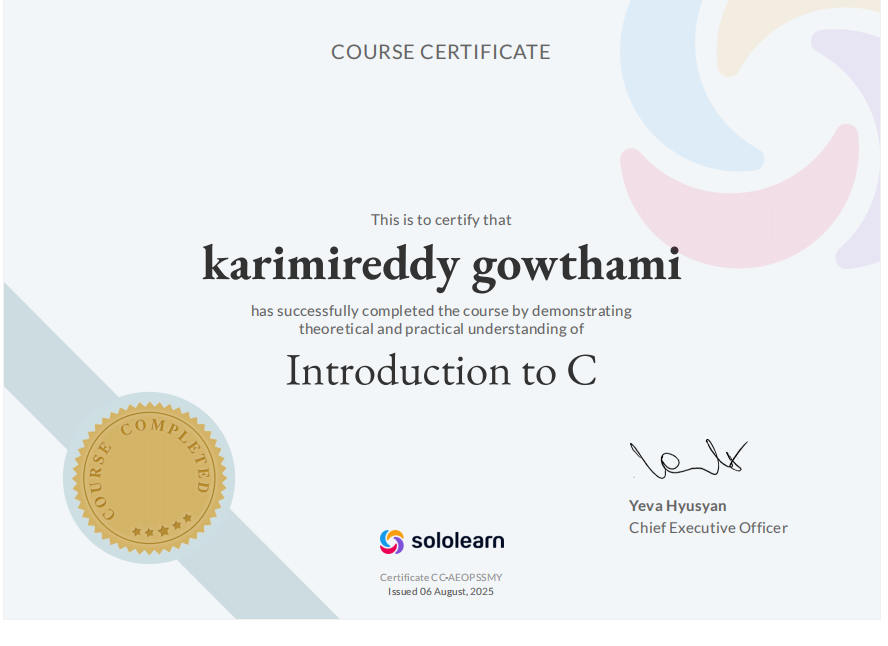 COURSE CERTIFICATE
This is to certify that
karimireddy gowthami
has successfully completed the course by demonstrating
theoretical and practical understanding of
Introduction to C
COURSE COMPLETED
Yeva Hyusyan
Chief Executive Officer
sololearn
Certificate CC-AEOPSSMY
Issued 06 August, 2025